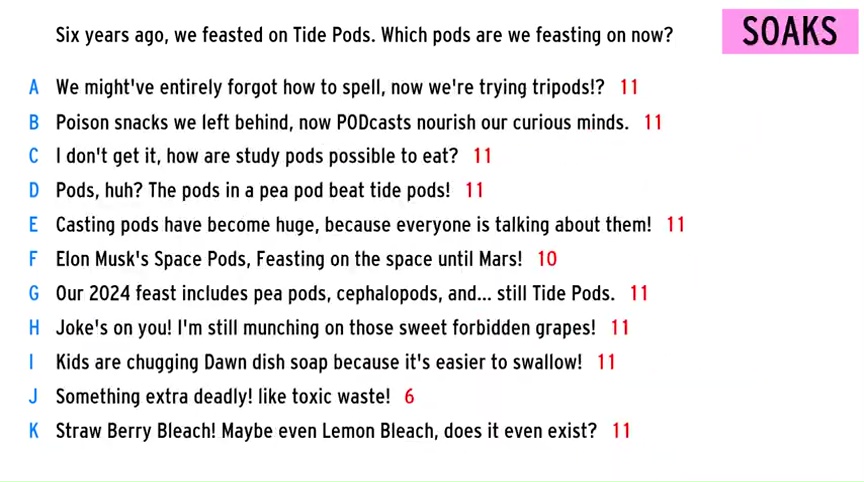 SOAKS
Six years ago, we feasted on Tide Pods. Which pods are we feasting on now?
A We might've entirely forgot how to spell, now we're trying tripods!? 11
B Poison snacks we left behind, now PODcasts nourish our curious minds. 11
C I don't get it, how are study pods possible to eat? 11
D Pods, huh? The pods in a pea pod beat tide pods! 11
E Casting pods have become huge, because everyone is talking about them! 11
F Elon Musk's Space Pods, Feasting on the space until Mars! 10
G Our 2024 feast includes pea pods, cephalopods, and... still Tide Pods. 11
H Joke's on you! I'm still munching on those sweet forbidden grapes! 11
I Kids are chugging Dawn dish soap because it's easier to swallow! 11
J Something extra deadly! like toxic waste! 6
K Straw Berry Bleach! Maybe even Lemon Bleach, does it even exist? 11